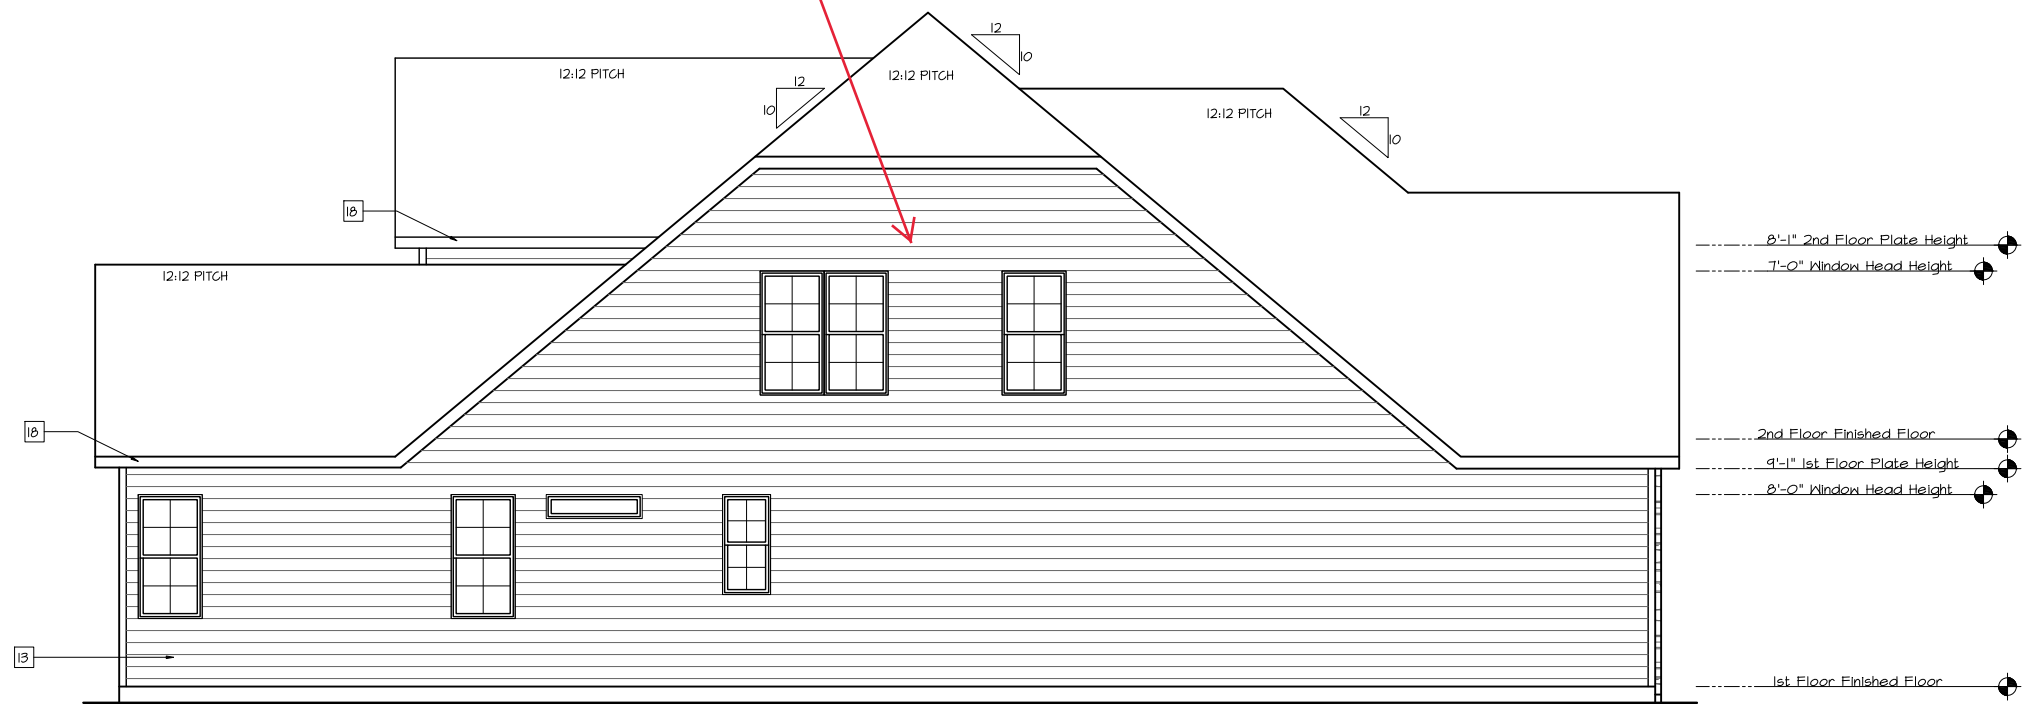 12
10
12:12 PITCH
12
10
12:12 PITCH
12:12 PITCH
12
10
18
8'-1" 2nd Floor Plate Height
7'-0" Window Head Height
12:12 PITCH
18
2nd Floor Finished Floor
9'-1" 1st Floor Plate Height
8'-0" Window Head Height
13
1st Floor Finished Floor